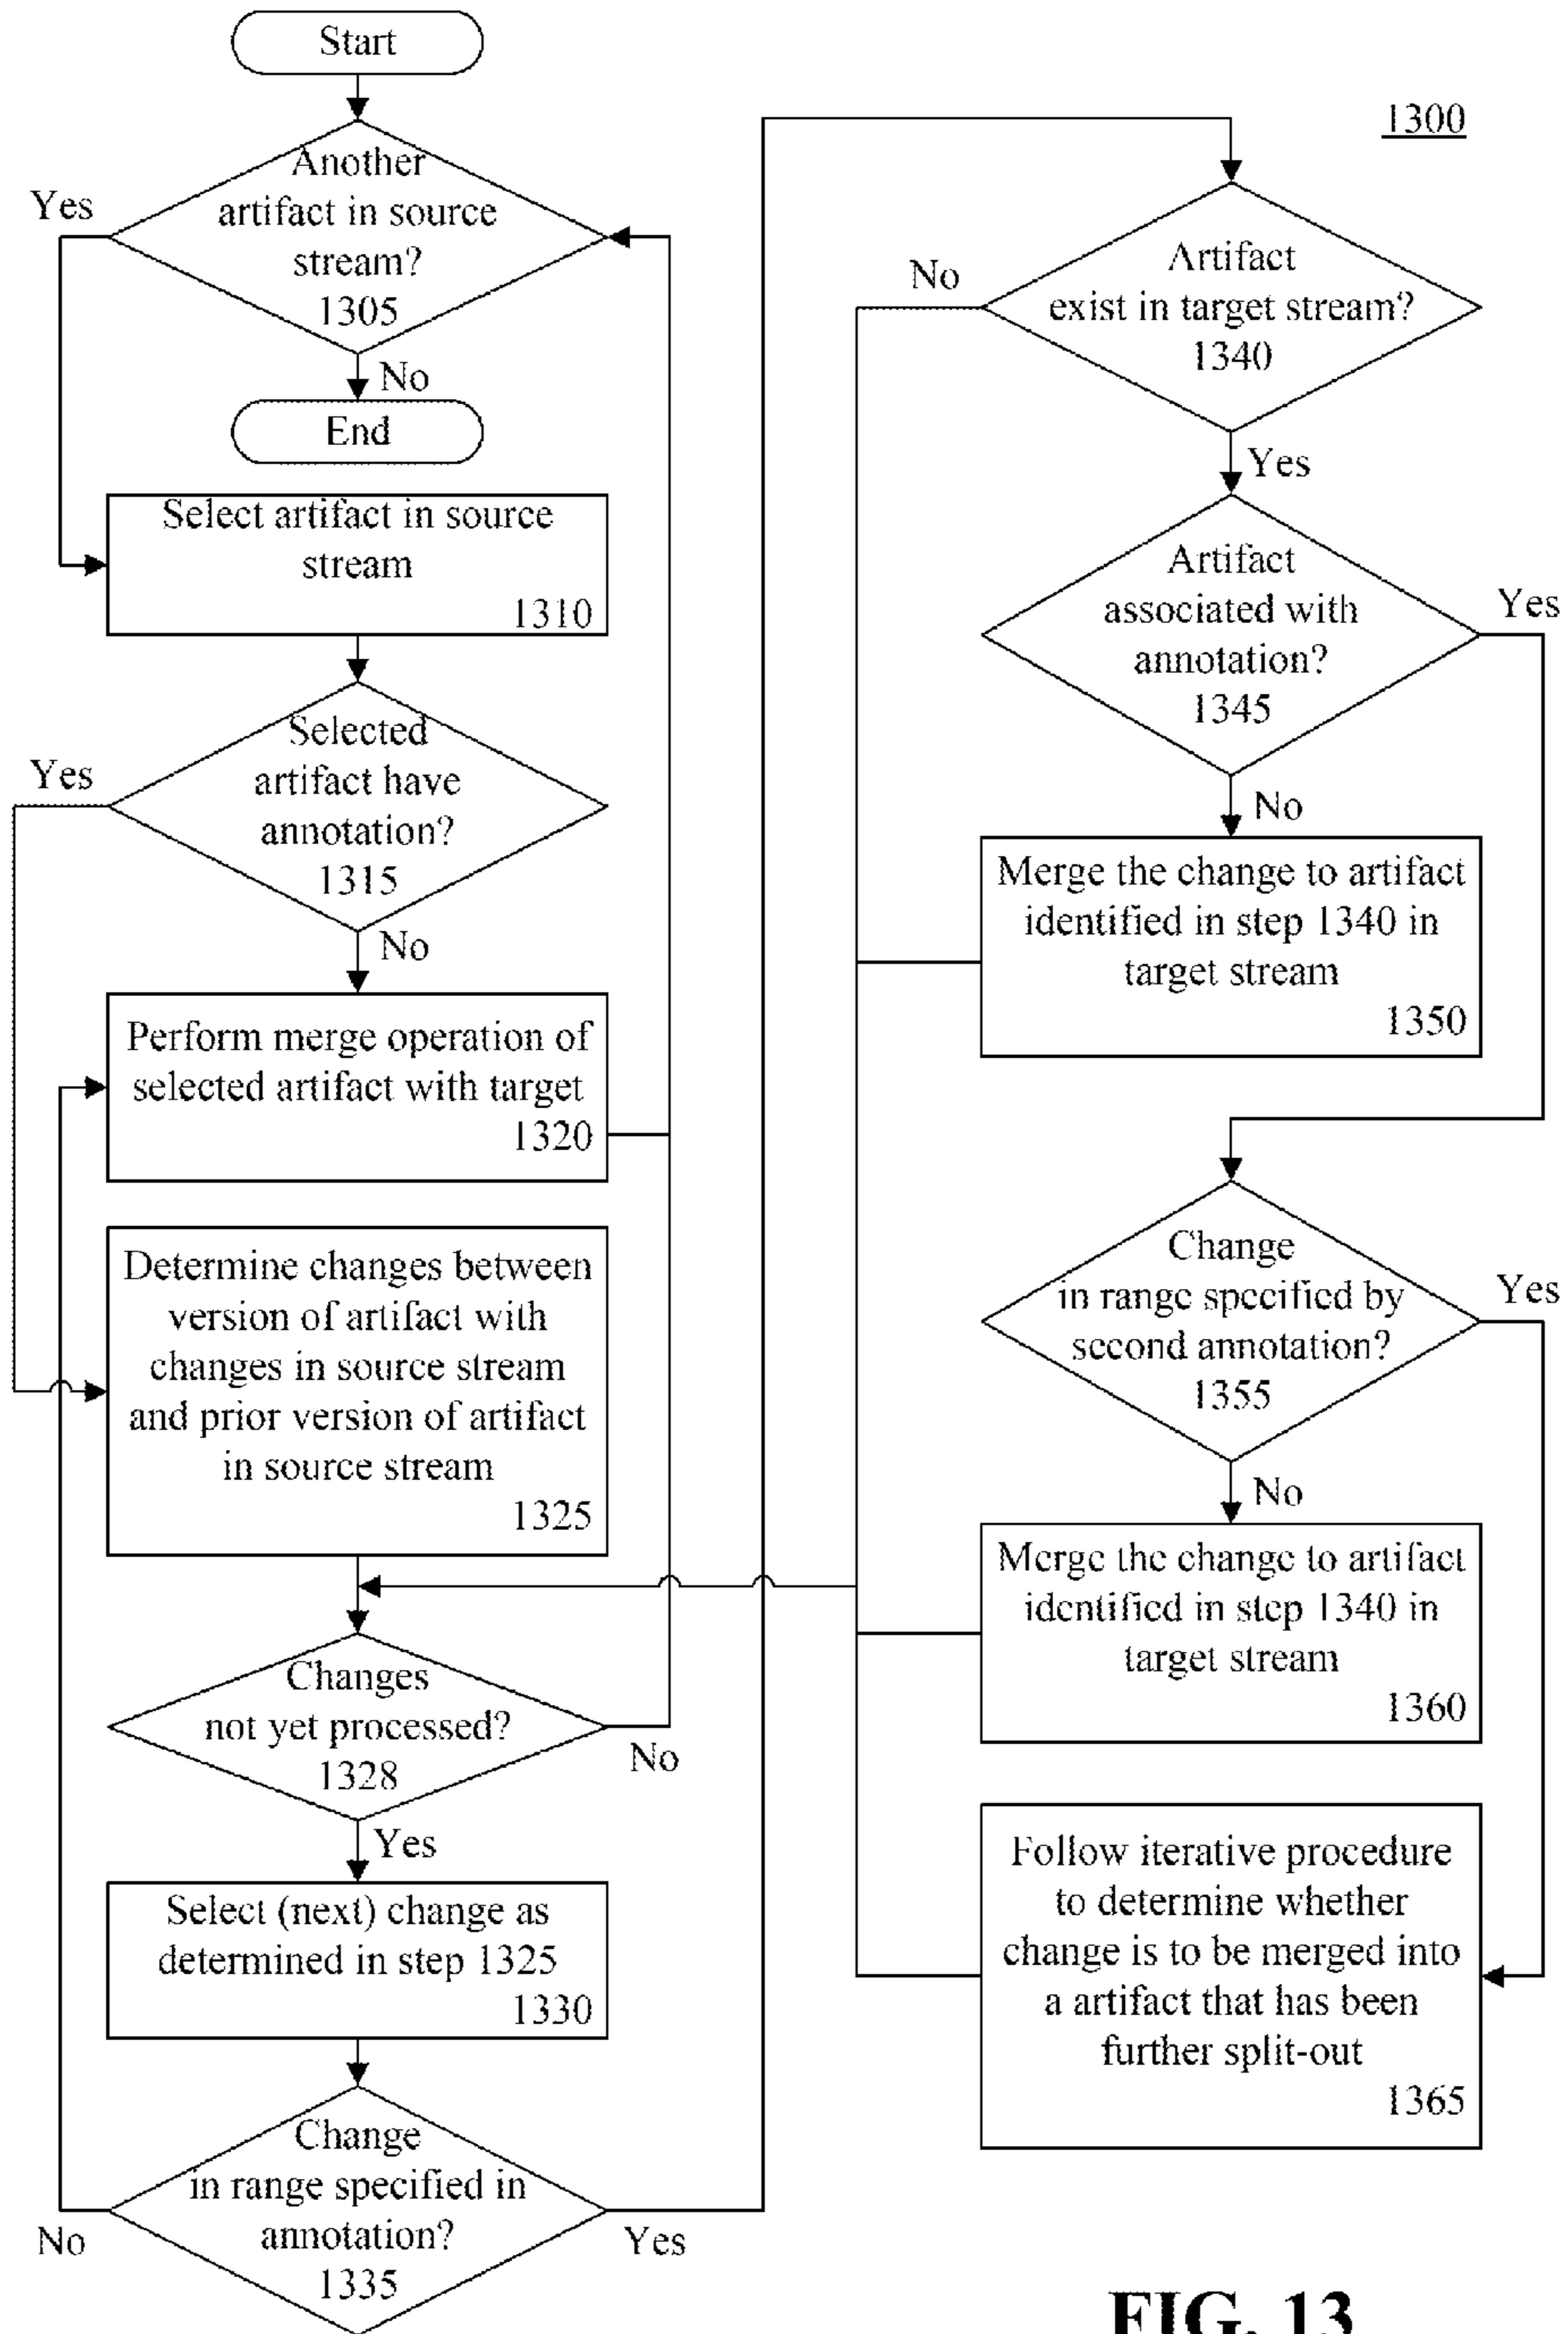 Start
1300
Another
artifact in source
stream?
1305
Yes
No
End
Select artifact in source
stream
1310
Selected
artifact have
annotation?
1315
Yes
No
Perform merge operation of
selected artifact with target
1320
Determine changes between
version of artifact with
changes in source stream
and prior version of artifact
in source stream
1325
Changes
not yet processed?
1328
No
Yes
Select (next) change as
determined in step 1325
1330
Change
in range specified in
annotation?
1335
No
Yes
Artifact
exist in target stream?
1340
No
Yes
Artifact
associated with
annotation?
1345
Yes
No
Merge the change to artifact
identified in step 1340 in
target stream
1350
Change
in range specified by
second annotation?
1355
Yes
No
Merge the change to artifact
identified in step 1340 in
target stream
1360
Follow iterative procedure
to determine whether
change is to be merged into
a artifact that has been
further split-out
1365
FIG. 13